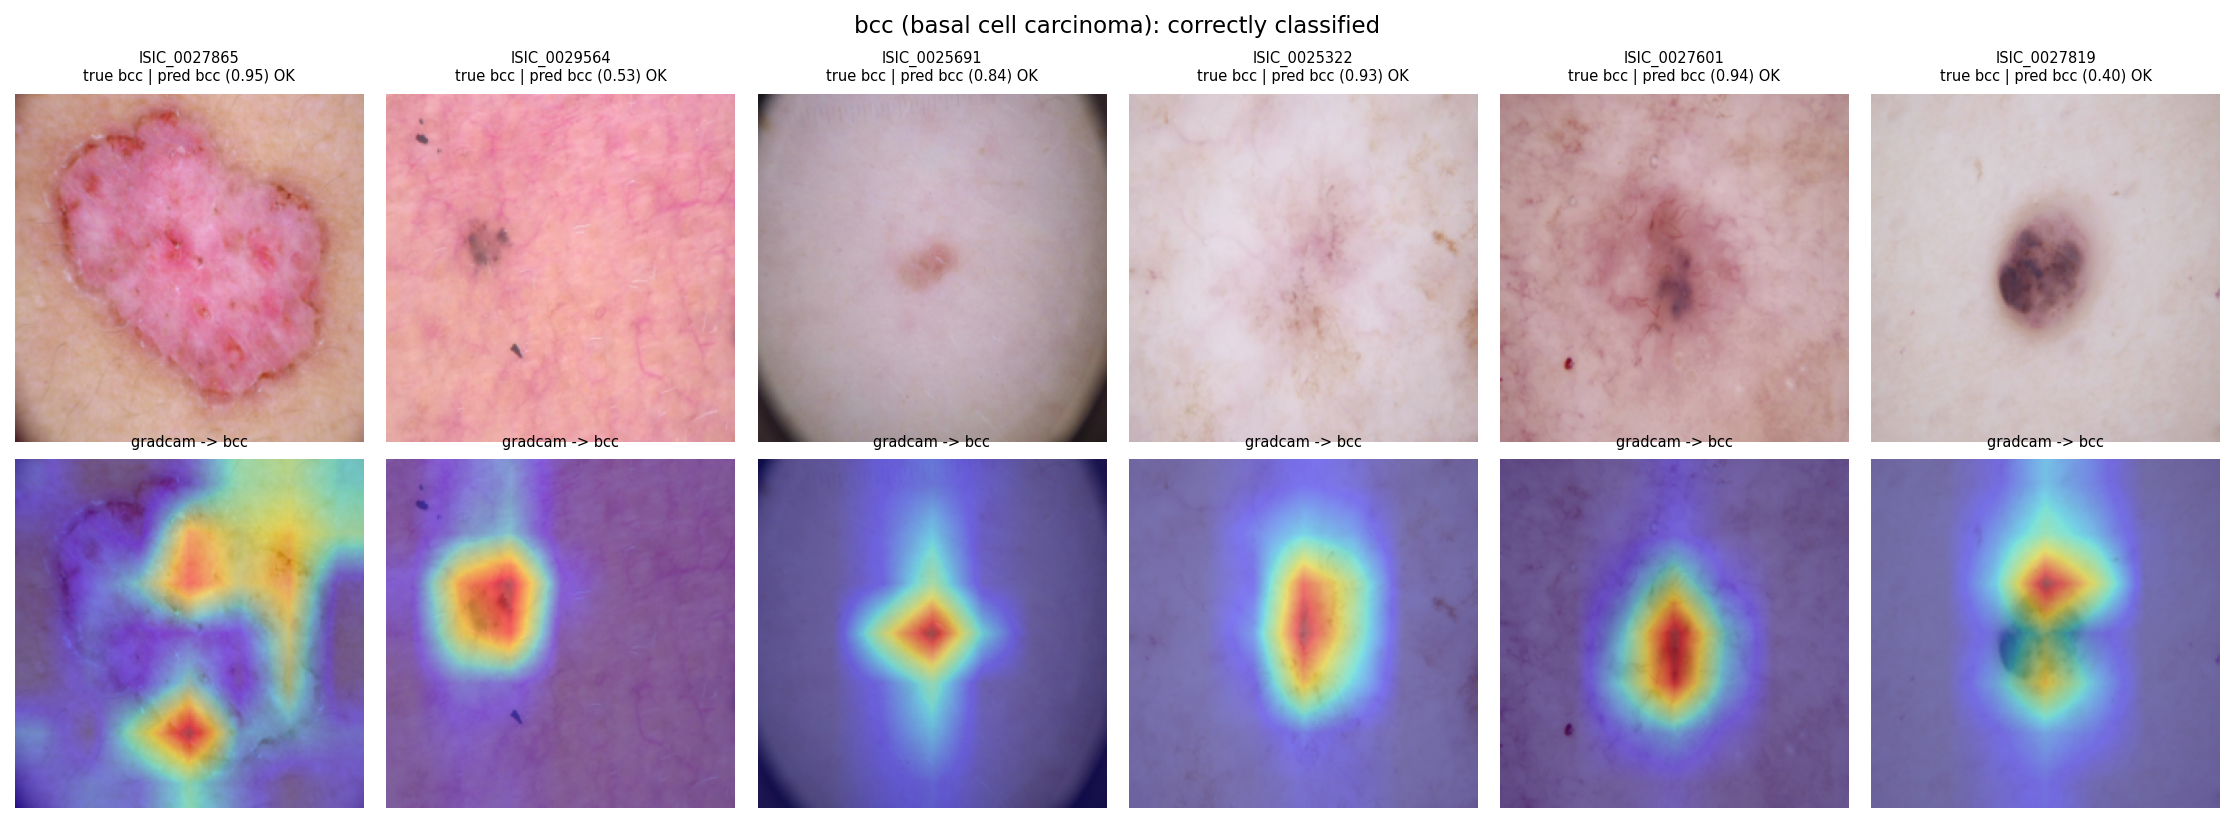 bcc (basal cell carcinoma): correctly classified
ISIC_0027865
true bcc | pred bcc (0.95) OK
ISIC_0029564
true bcc | pred bcc (0.53) OK
ISIC_0025691
true bcc | pred bcc (0.84) OK
ISIC_0025322
true bcc | pred bcc (0.93) OK
ISIC_0027601
true bcc | pred bcc (0.94) OK
ISIC_0027819
true bcc | pred bcc (0.40) OK
gradcam -> bcc
gradcam -> bcc
gradcam -> bcc
gradcam -> bcc
gradcam -> bcc
gradcam -> bcc